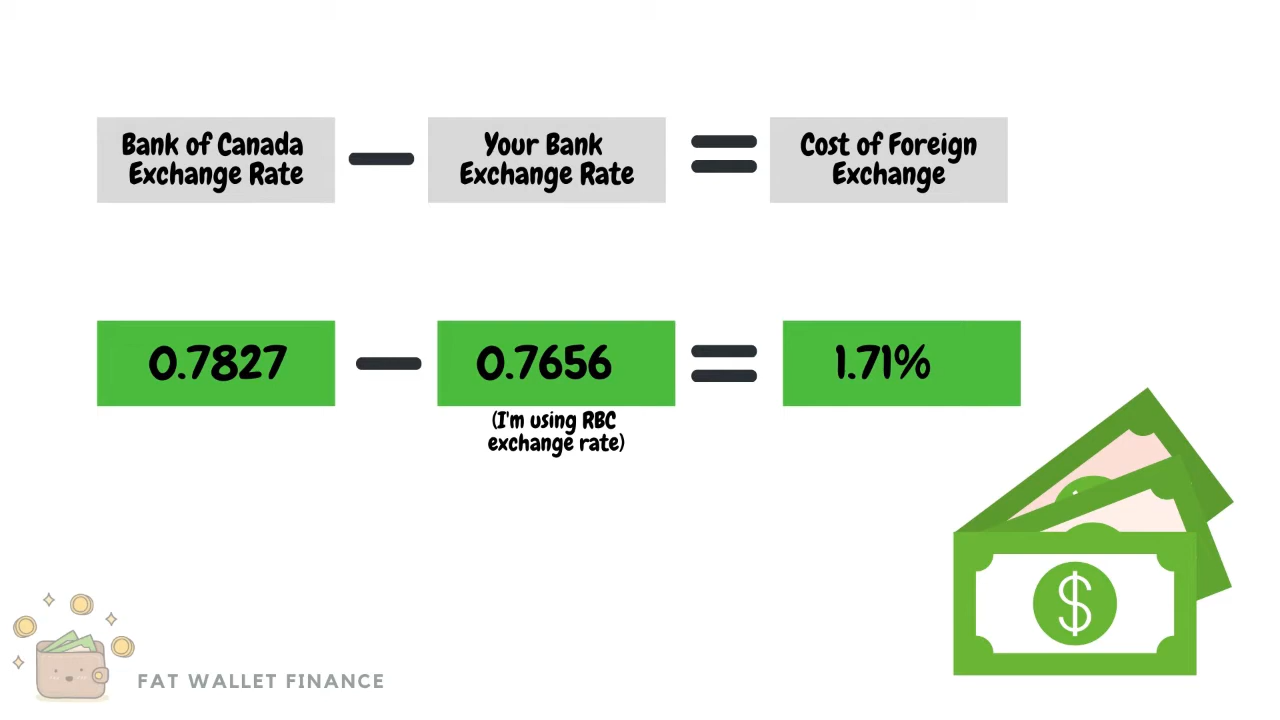 Bank of Canada
Exchange Rate
Your Bank
Exchange Rate
Cost of Foreign
Exchange
0.7827
0.7656
1.71%
(I'm using RBC
exchange rate)
$
FAT WALLET FINANCE